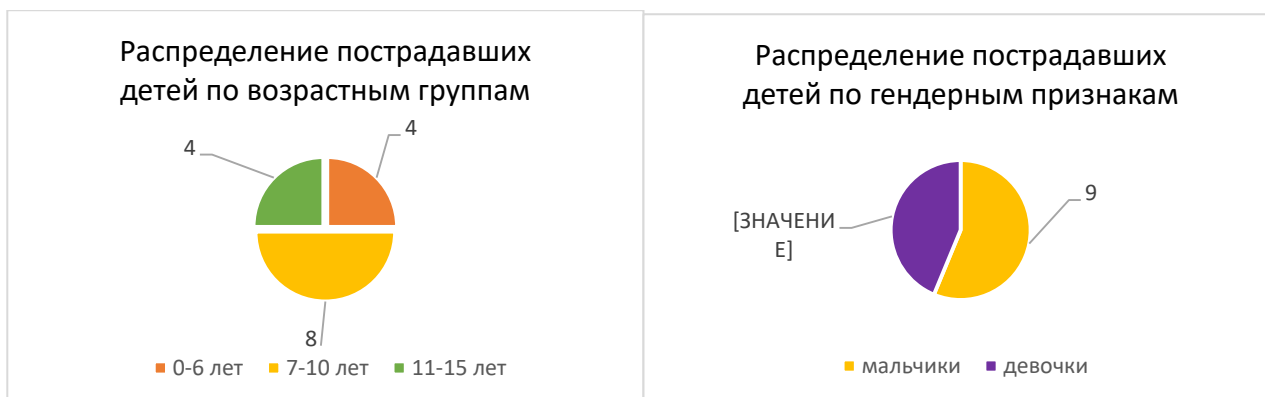 Распределение пострадавших
детей по возрастным группам
4
4
8
0-6 лет 7-10 лет 11-15 лет
Распределение пострадавших
детей по гендерным признакам
9
[ЗНАЧЕНИ
Е]
мальчики девочки